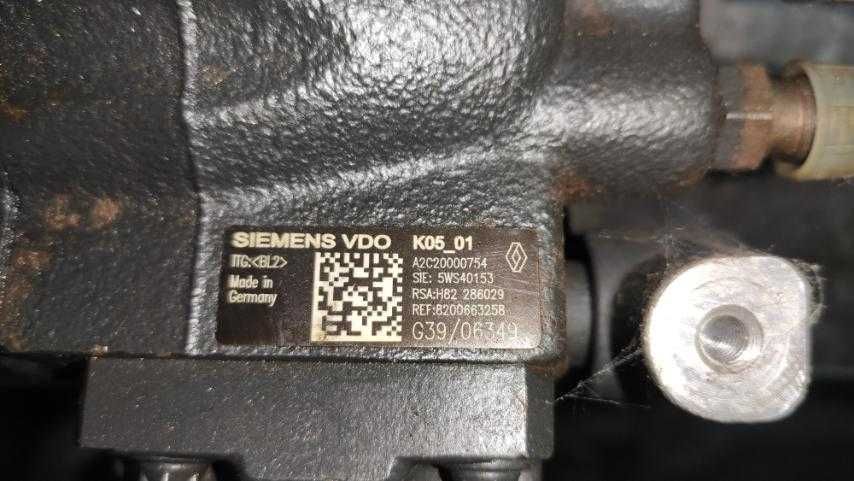 SIEMENS VDO K05_01
ITG:<BL2>
A2C20000754
SIE: 5WS40153
Made in
Germany
RSA:H82 286029
REF:8200663258
G39/06349